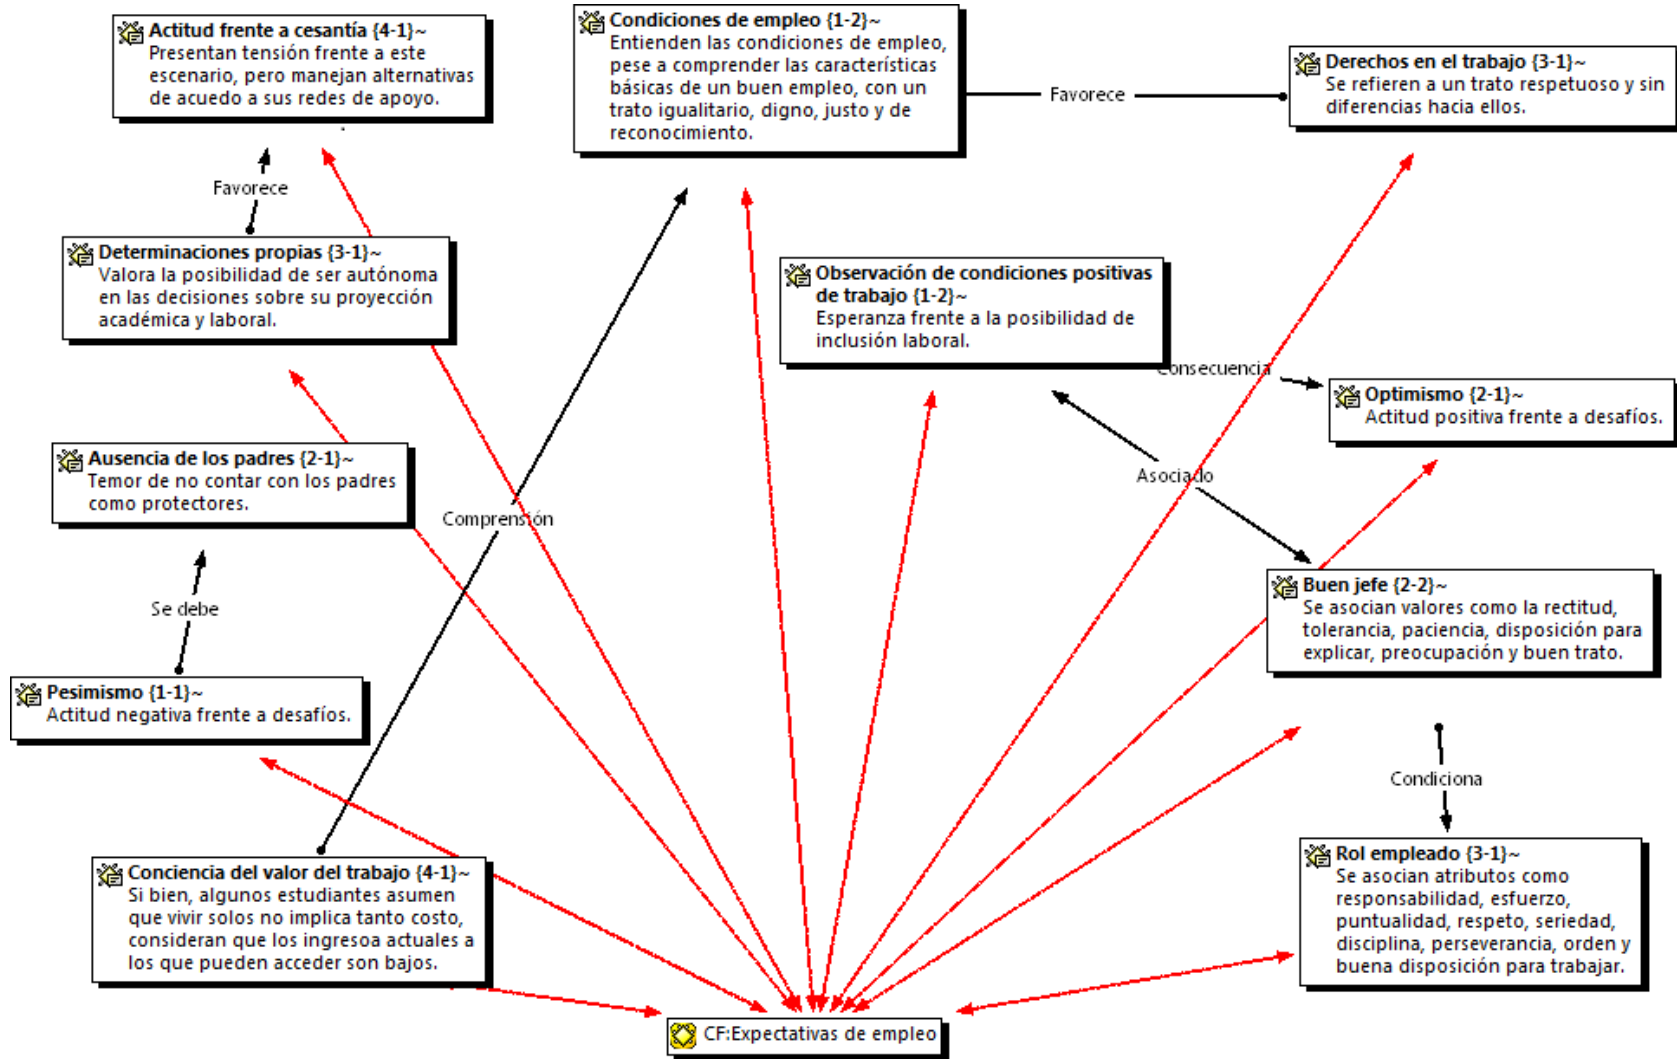 Actitud frente a cesantía {4-1}~
Presentan tensión frente a este
escenario, pero manejan alternativas
de acuedo a sus redes de apoyo.
Condiciones de empleo {1-2}~
Entienden las condiciones de empleo,
pese a comprender las características
básicas de un buen empleo, con un
trato igualitario, digno, justo y de
reconocimiento.
Favorece
Derechos en el trabajo {3-1}~
Se refieren a un trato respetuoso y sin
diferencias hacia ellos.
Favorece
Determinaciones propias {3-1}~
Valora la posibilidad de ser autónoma
en las decisiones sobre su proyección
académica y laboral.
Observación de condiciones positivas
de trabajo {1-2}~
Esperanza frente a la posibilidad de
inclusión laboral.
Consecuencia
Optimismo {2-1}~
Actitud positiva frente a desafíos.
Ausencia de los padres {2-1}~
Temor de no contar con los padres
como protectores.
Asociado
Comprensión
Se debe
Buen jefe {2-2}~
Se asocian valores como la rectitud,
tolerancia, paciencia, disposición para
explicar, preocupación y buen trato.
Pesimismo {1-1}~
Actitud negativa frente a desafíos.
Condiciona
Conciencia del valor del trabajo {4-1}~
Si bien, algunos estudiantes asumen
que vivir solos no implica tanto costo,
consideran que los ingresoa actuales a
los que pueden acceder son bajos.
Rol empleado {3-1}~
Se asocian atributos como
responsabilidad, esfuerzo,
puntualidad, respeto, seriedad,
disciplina, perseverancia, orden y
buena disposición para trabajar.
CF:Expectativas de empleo